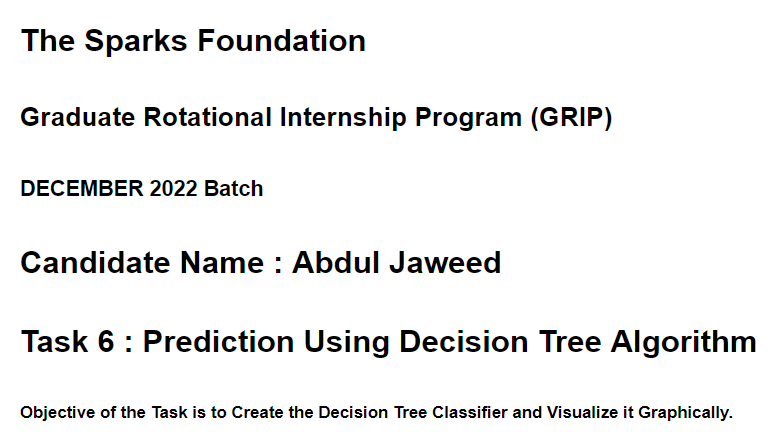 The Sparks Foundation
Graduate Rotational Internship Program (GRIP)
DECEMBER 2022 Batch
Candidate Name : Abdul Jaweed
Task 6 : Prediction Using Decision Tree Algorithm
Objective of the Task is to Create the Decision Tree Classifier and Visualize it Graphically.